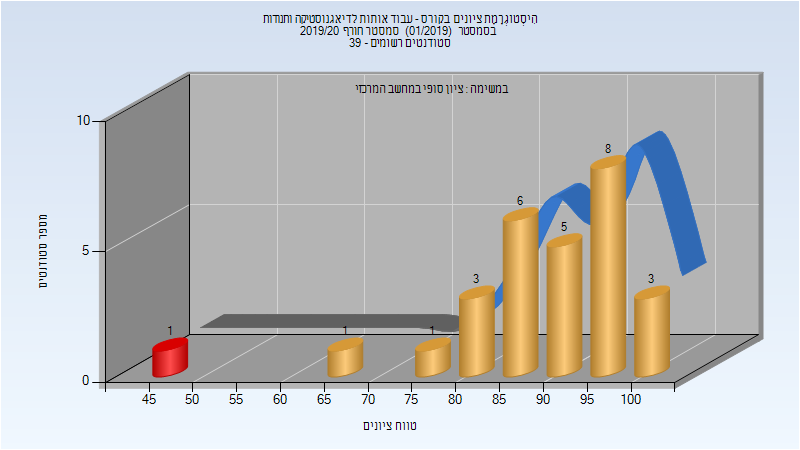 היסטוגרמת ציונים בקורס - עבוד אותות לדיאגנוסטיקה וחנודות
בסמסטר (01/2019) סמסטר חורף 2019/20
סטודנטים רשומים - 39
במשימה : ציון סופי במחשב המרכזי
מספר סטודנטים
10
5
0
1
1
1
3
6
5
8
3
45 50 55 60 65 70 75 80 85 90 95 100
טווח ציונים